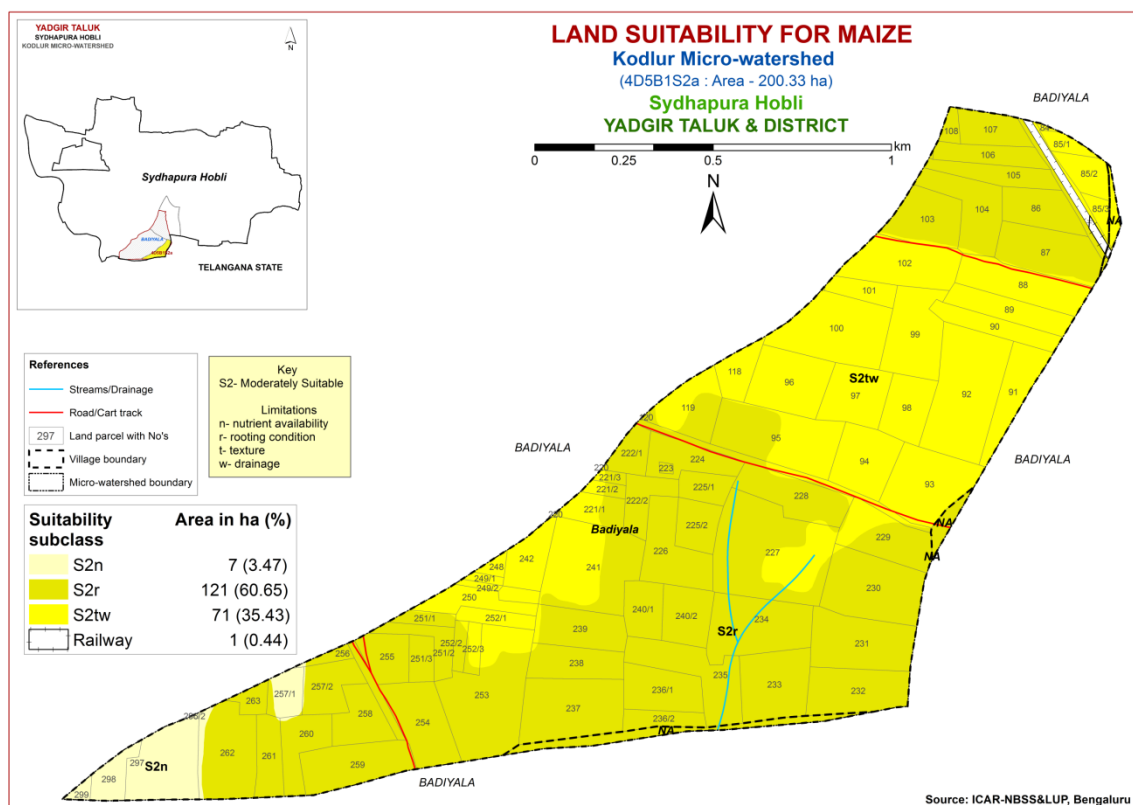 YADGIR TALUK
SYDHAPURA HOBLI
KODLUR MICRO-WATERSHED
N
Sydhapura Hobli
BADIYALA
4D5B1S2a
TELANGANA STATE
LAND SUITABILITY FOR MAIZE
Kodlur Micro-watershed
(4D5B1S2a : Area - 200.33 ha)
Sydhapura Hobli
YADGIR TALUK & DISTRICT
km
0 0.25 0.5 1
N
References
Streams/Drainage
Road/Cart track
297 Land parcel with No's
Village boundary
Micro-watershed boundary
Key
S2- Moderately Suitable
Limitations
n- nutrient availability
r- rooting condition
t- texture
w- drainage
Suitability subclass Area in ha (%)
S2n 7 (3.47)
S2r 121 (60.65)
S2tw 71 (35.43)
Railway 1 (0.44)
BADIYALA
108 107 84
85/1
106
105 85/2
86 85/3
103 104 NA
87
102
88
101 89
100 99 90
118 96 S2tw 92 91
97 98
119
120 95
94
BADIYALA BADIYALA
222/1 224 93
220 223
221/3
221/2 225/1 228
221/1 222/2 NA
225/2 229
Badiyala NA
242 226 227
248 241
249/1 230
249/2
250
251/1 252/1 240/1 240/2 234
239 S2r
256 255 251/3 251/2 252/2 252/3 231
238 235
257/1 257/2 253 236/1 233 232
263 258 254 237
236/2
262 261 260 NA
259
S2n
297
298
299
BADIYALA
Source: ICAR-NBSS&LUP, Bengaluru